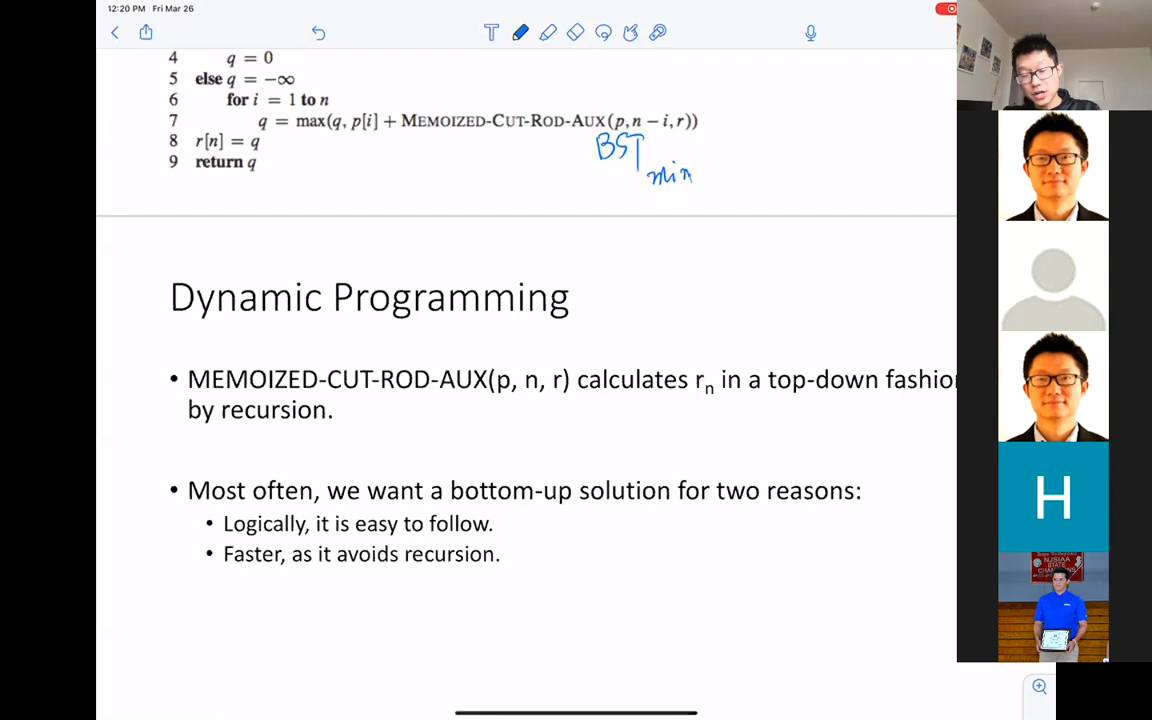 12:20 PM Fri Mar 26
4 q = 0
5 else q = −∞
6 for i = 1 to n
7 q = max(q, p[i] + MEMOIZED-CUT-ROD-AUX(p, n − i, r))
8 r[n] = q
9 return q
BST
min
Dynamic Programming
• MEMOIZED-CUT-ROD-AUX(p, n, r) calculates rn in a top-down fashion
by recursion.
• Most often, we want a bottom-up solution for two reasons:
• Logically, it is easy to follow.
• Faster, as it avoids recursion.
H
NJSIAA
STATE